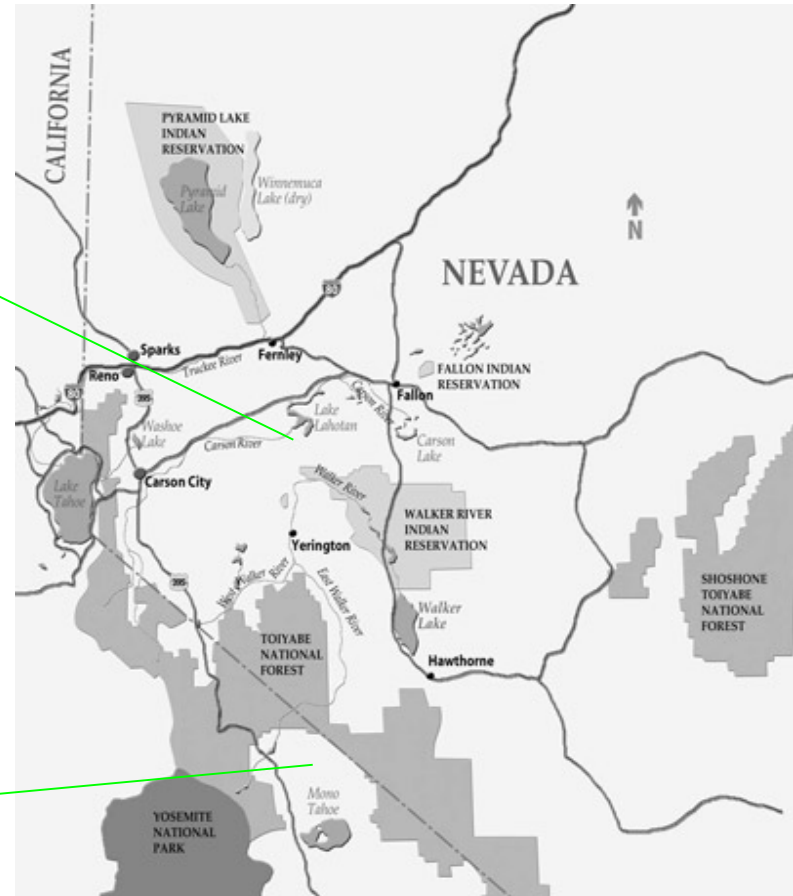 CALIFORNIA
PYRAMID LAKE
INDIAN
RESERVATION
Pyramid
Lake
Winnemuca
Lake (dry)
N
NEVADA
80
Sparks
Fernley
Truckee River
Reno
80
395
FALLON INDIAN
RESERVATION
Fallon
Carson River
Lake
Lahotan
Washoe
Lake
Carson River
Carson
Lake
Carson City
Lake
Tahoe
Walker River
WALKER RIVER
INDIAN
RESERVATION
Yerington
395
West Walker River
East Walker River
SHOSHONE
TOIYABE
NATIONAL
FOREST
Walker
Lake
TOIYABE
NATIONAL
FOREST
Hawthorne
Mono
Tahoe
YOSEMITE
NATIONAL
PARK